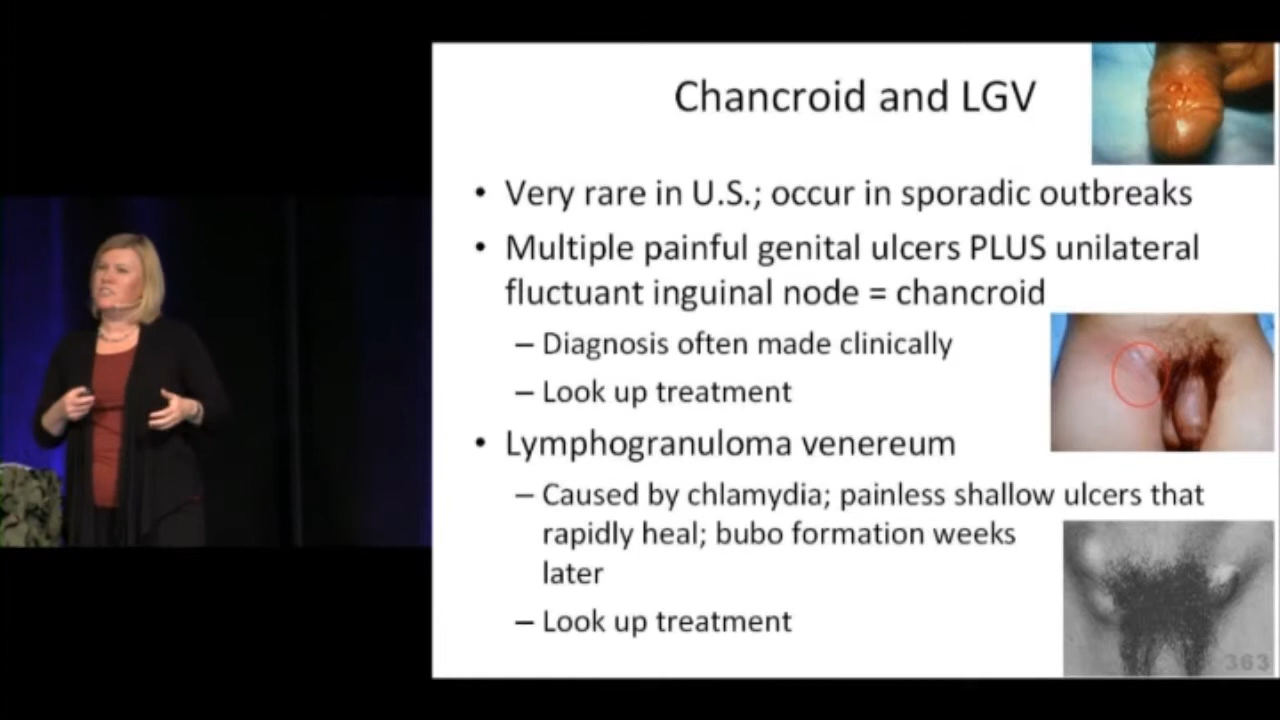 Chancroid and LGV
• Very rare in U.S.; occur in sporadic outbreaks
• Multiple painful genital ulcers PLUS unilateral
fluctuant inguinal node = chancroid
– Diagnosis often made clinically
– Look up treatment
• Lymphogranuloma venereum
– Caused by chlamydia; painless shallow ulcers that
rapidly heal; bubo formation weeks
later
– Look up treatment
363